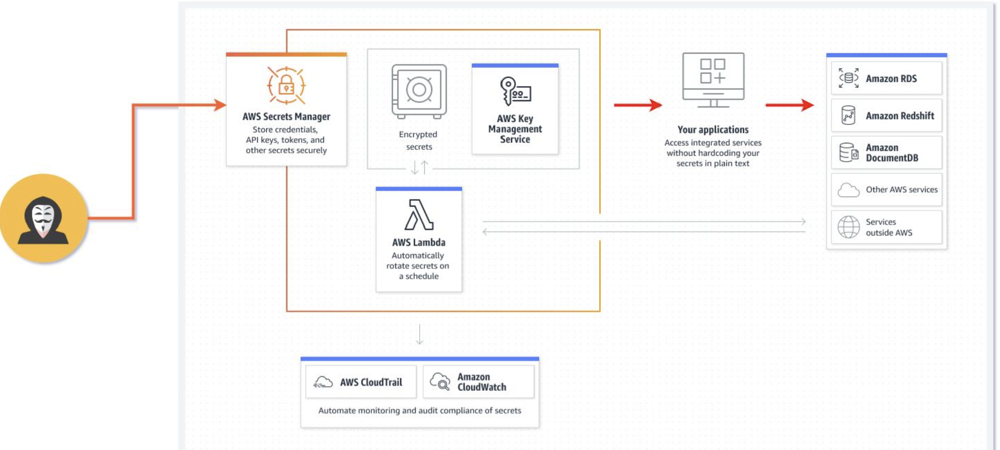 AWS Secrets Manager
Store credentials,
API keys, tokens, and
other secrets securely
Encrypted
secrets
AWS Key
Management
Service
AWS Lambda
Automatically
rotate secrets on
a schedule
Your applications
Access integrated services
without hardcoding your
secrets in plain text
Amazon RDS
Amazon Redshift
Amazon
DocumentDB
Other AWS services
Services
outside AWS
AWS CloudTrail
Amazon
CloudWatch
Automate monitoring and audit compliance of secrets